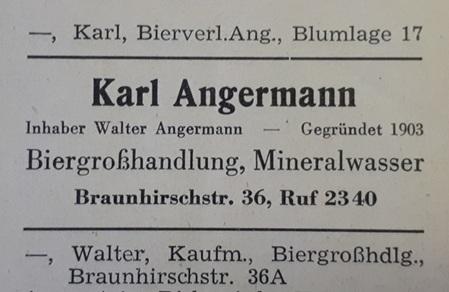 —, Karl, Bierverl.Ang., Blumlage 17
Karl Angermann
Inhaber Walter Angermann — Gegründet 1903
Biergroßhandlung, Mineralwasser
Braunhirschstr. 36, Ruf 2340
—, Walter, Kaufm., Biergroßhdlg.,
Braunhirschstr. 36A